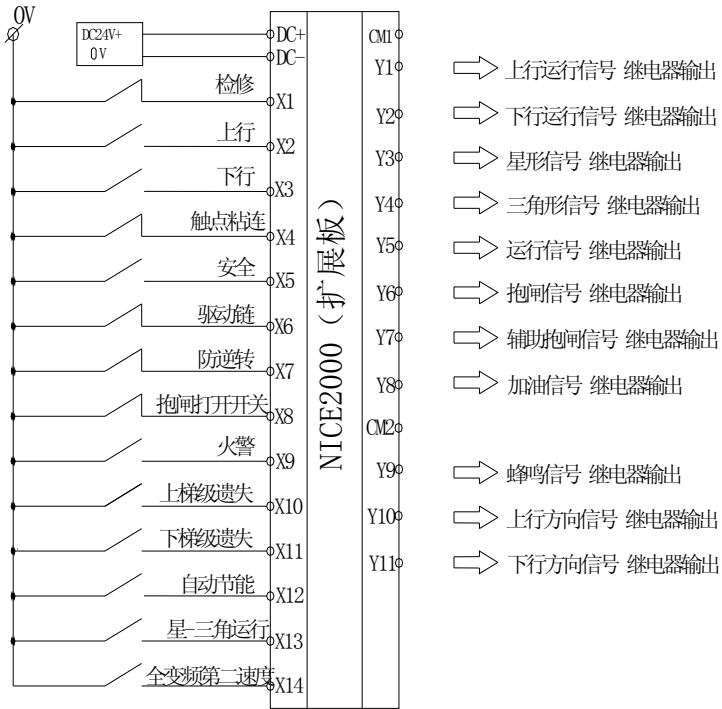 0V
DC24V+
0V
DC+
DC-
检修
X1
上行
X2
下行
X3
触点粘连
X4
安全
X5
驱动链
X6
防逆转
X7
抱闸打开开关
X8
火警
X9
上梯级遗失
X10
下梯级遗失
X11
自动节能
X12
星-三角运行
X13
全变频第二速度
X14
NICE2000（扩展板）
CM1
Y1 上行运行信号 继电器输出
Y2 下行运行信号 继电器输出
Y3 星形信号 继电器输出
Y4 三角形信号 继电器输出
Y5 运行信号 继电器输出
Y6 抱闸信号 继电器输出
Y7 辅助抱闸信号 继电器输出
Y8 加油信号 继电器输出
CM2
Y9 蜂鸣信号 继电器输出
Y10 上行方向信号 继电器输出
Y11 下行方向信号 继电器输出